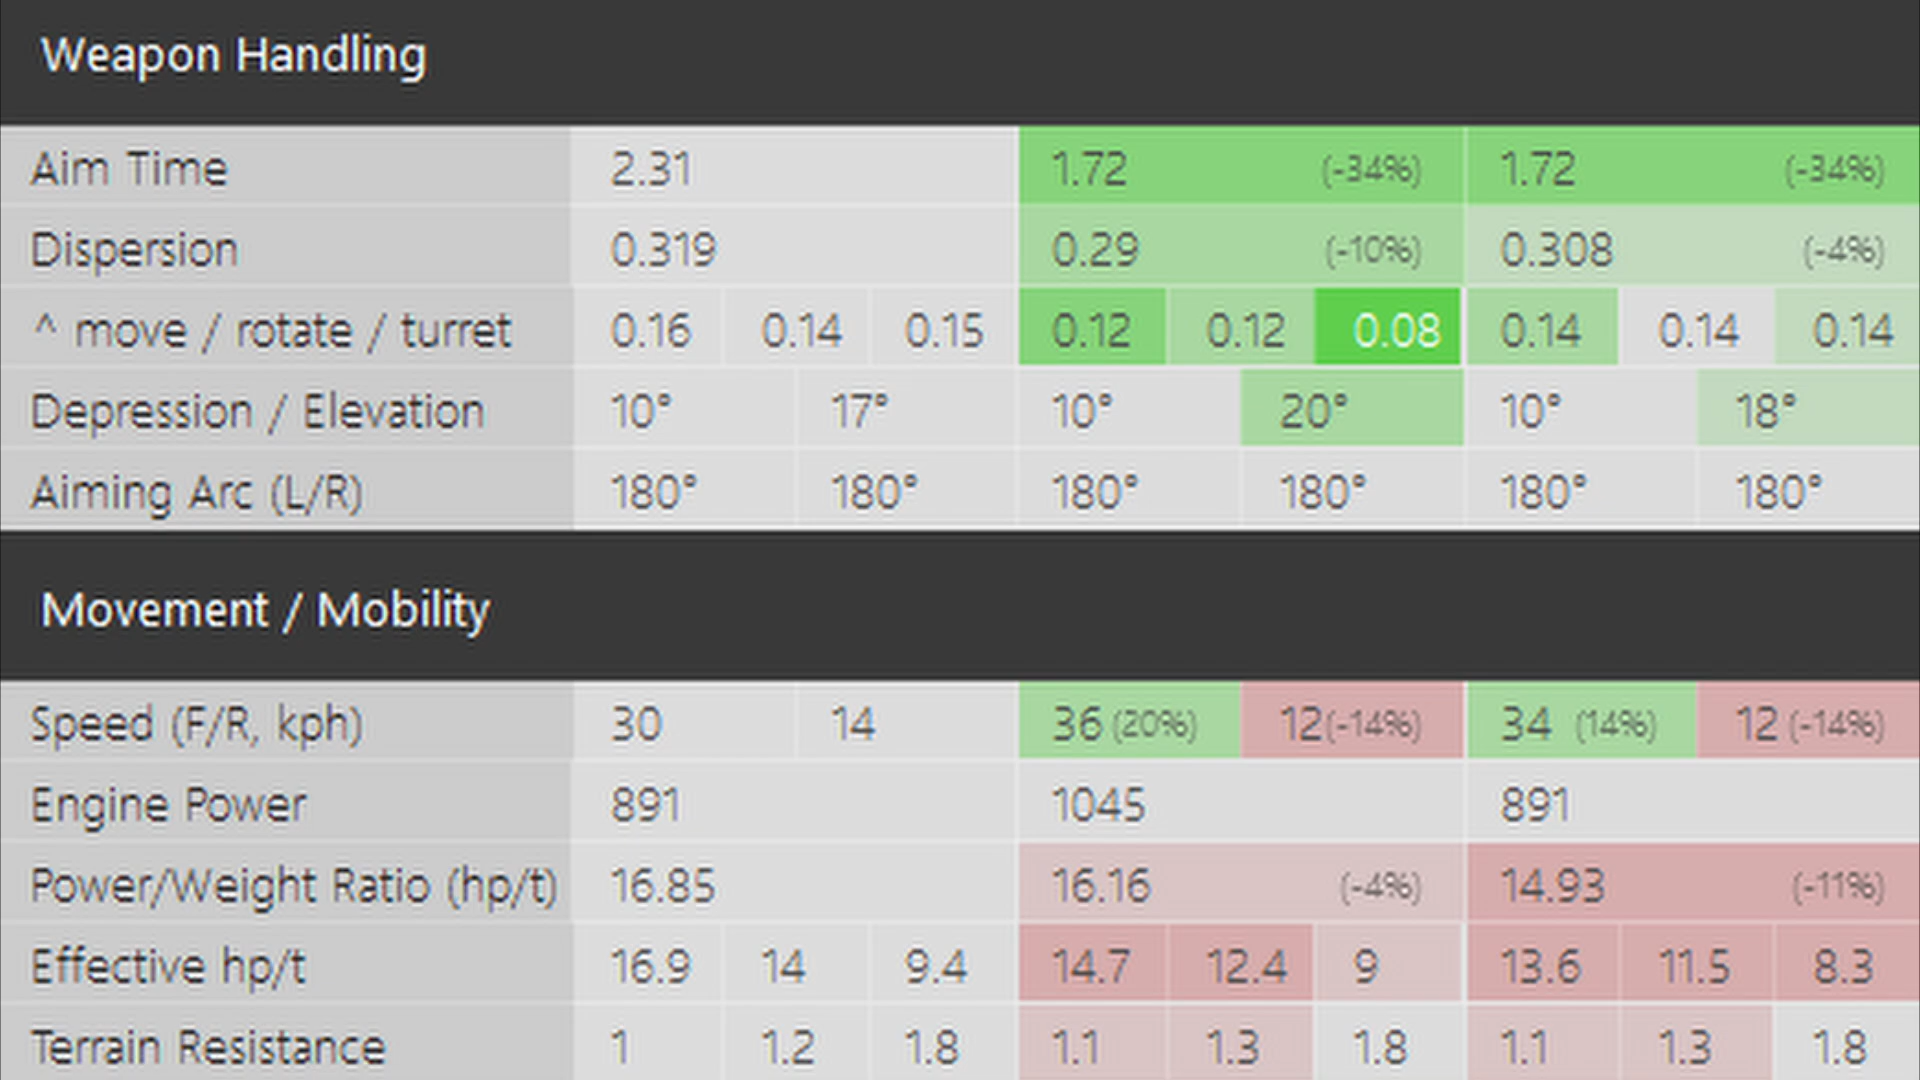 Weapon Handling
Aim Time 2.31 1.72 (-34%) 1.72 (-34%)
Dispersion 0.319 0.29 (-10%) 0.308 (-4%)
^ move / rotate / turret 0.16 0.14 0.15 0.12 0.12 0.08 0.14 0.14 0.14
Depression / Elevation 10° 17° 10° 20° 10° 18°
Aiming Arc (L/R) 180° 180° 180° 180° 180° 180°
Movement / Mobility
Speed (F/R, kph) 30 14 36 (20%) 12(-14%) 34 (14%) 12 (-14%)
Engine Power 891 1045 891
Power/Weight Ratio (hp/t) 16.85 16.16 (-4%) 14.93 (-11%)
Effective hp/t 16.9 14 9.4 14.7 12.4 9 13.6 11.5 8.3
Terrain Resistance 1 1.2 1.8 1.1 1.3 1.8 1.1 1.3 1.8